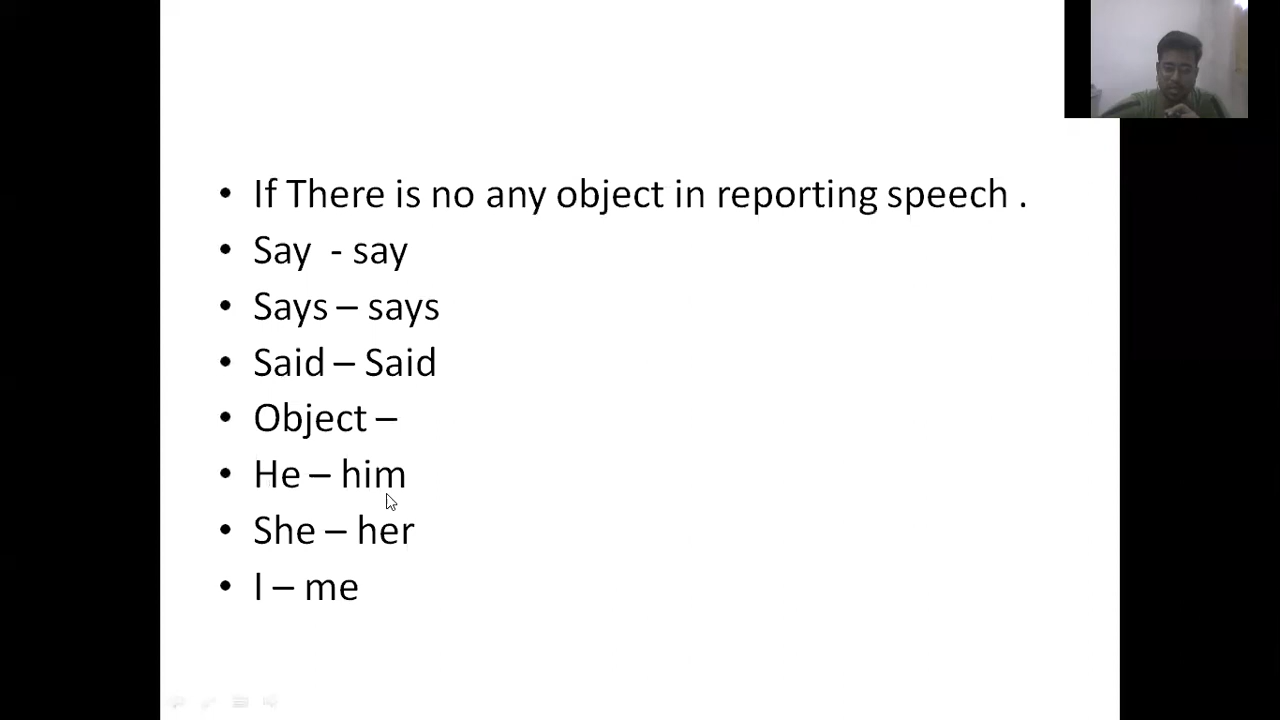 • If There is no any object in reporting speech .
• Say - say
• Says – says
• Said – Said
• Object –
• He – him
• She – her
• I – me